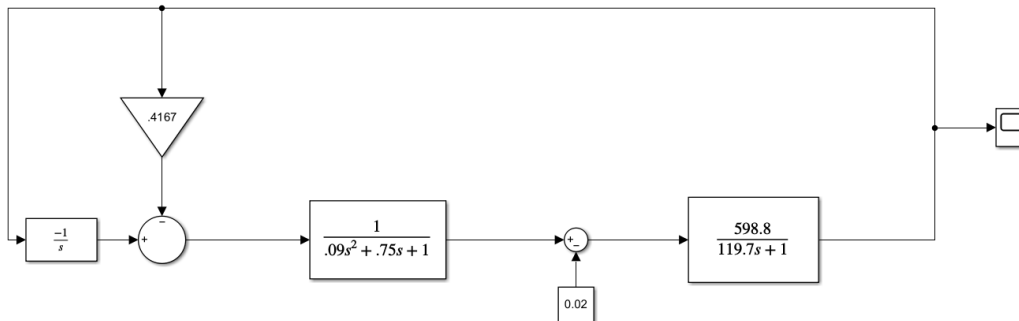 .4167
-1
s
1
.09s² + .75s + 1
598.8
119.7s + 1
0.02